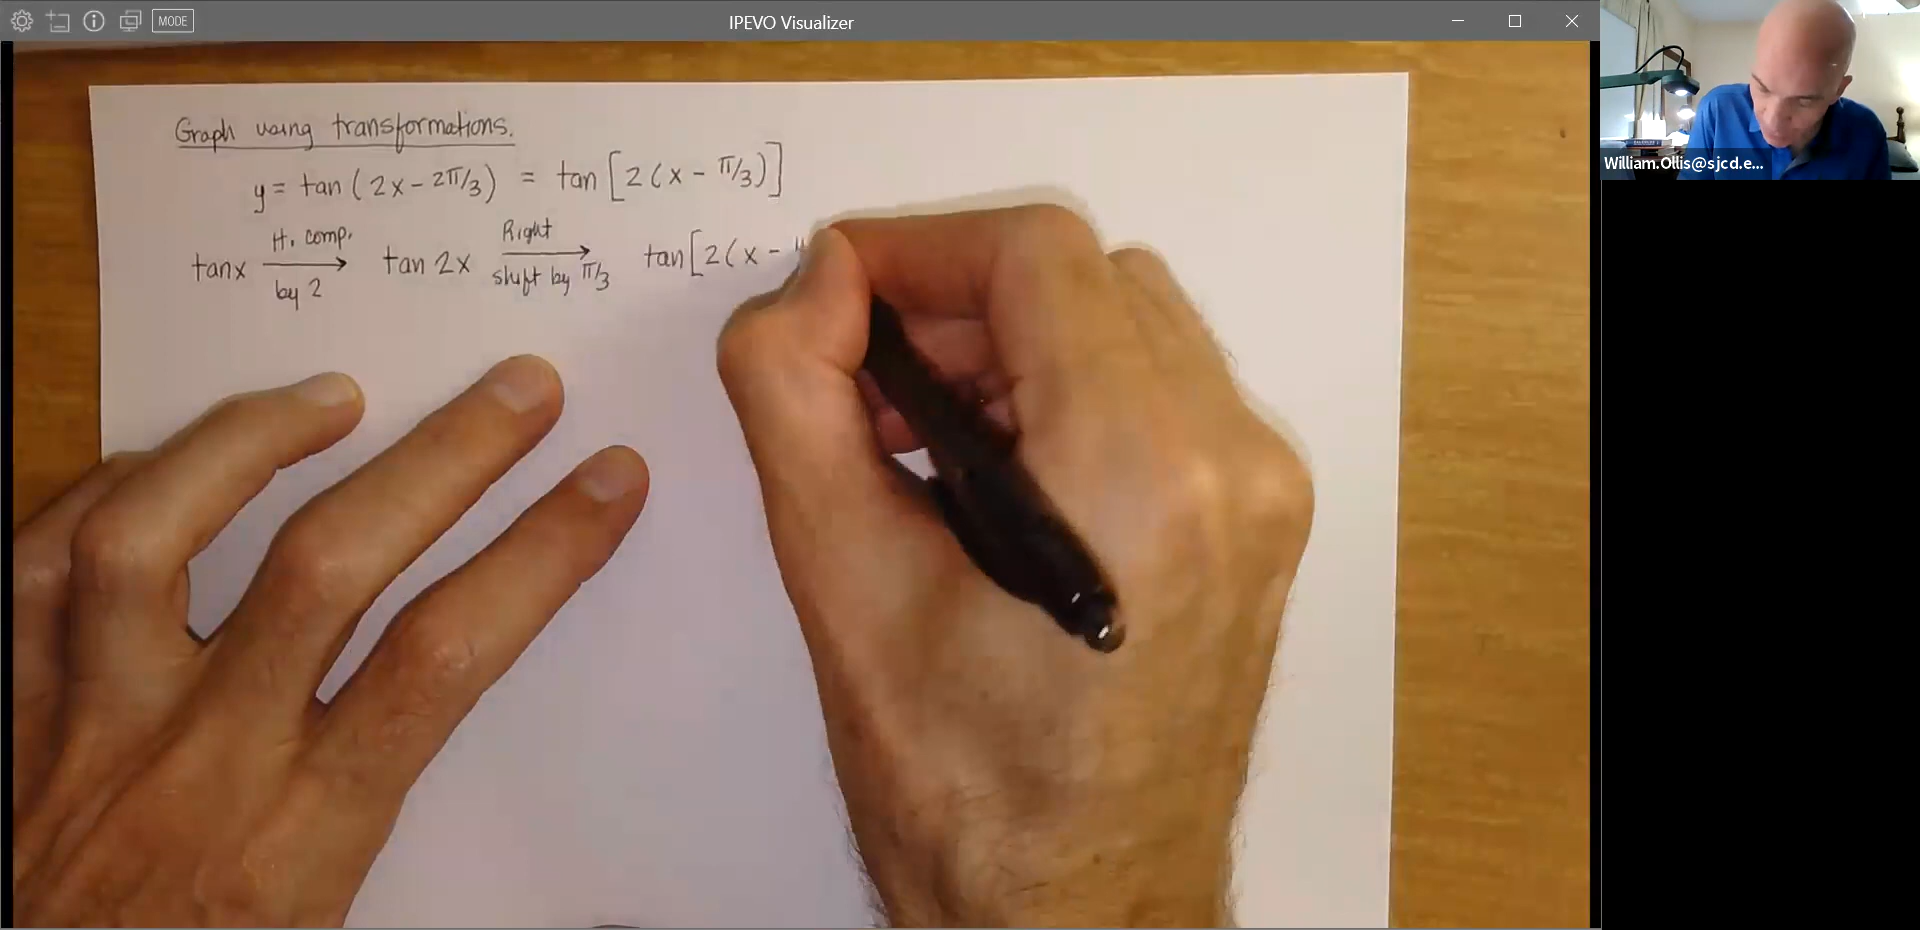 MODE
IPEVO Visualizer
Graph using transformations.
y = tan (2x - 2π/3) = tan [2(x - π/3)]
tanx H. comp. by 2 → tan 2x Right shift by π/3 → tan[2(x -
William.Ollis@sjcd.e...